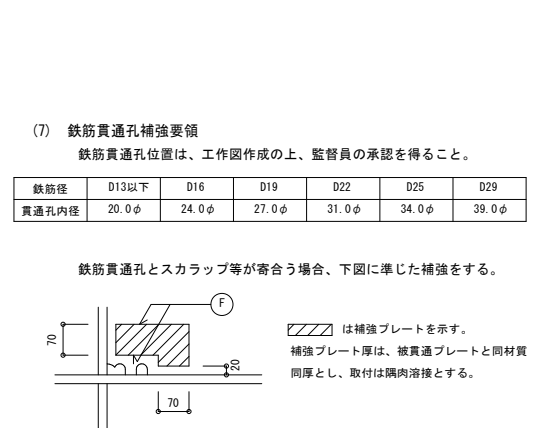 (7) 鉄筋貫通孔補強要領
鉄筋貫通孔位置は、工作図作成の上、監督員の承認を得ること。
鉄筋径 D13以下 D16 D19 D22 D25 D29
貫通孔内径 20.0φ 24.0φ 27.0φ 31.0φ 34.0φ 39.0φ
鉄筋貫通孔とスカラップ等が寄合う場合、下図に準じた補強をする。
F
70
は補強プレートを示す。
補強プレート厚は、被貫通プレートと同材質
20
同厚とし、取付は隅肉溶接とする。
70